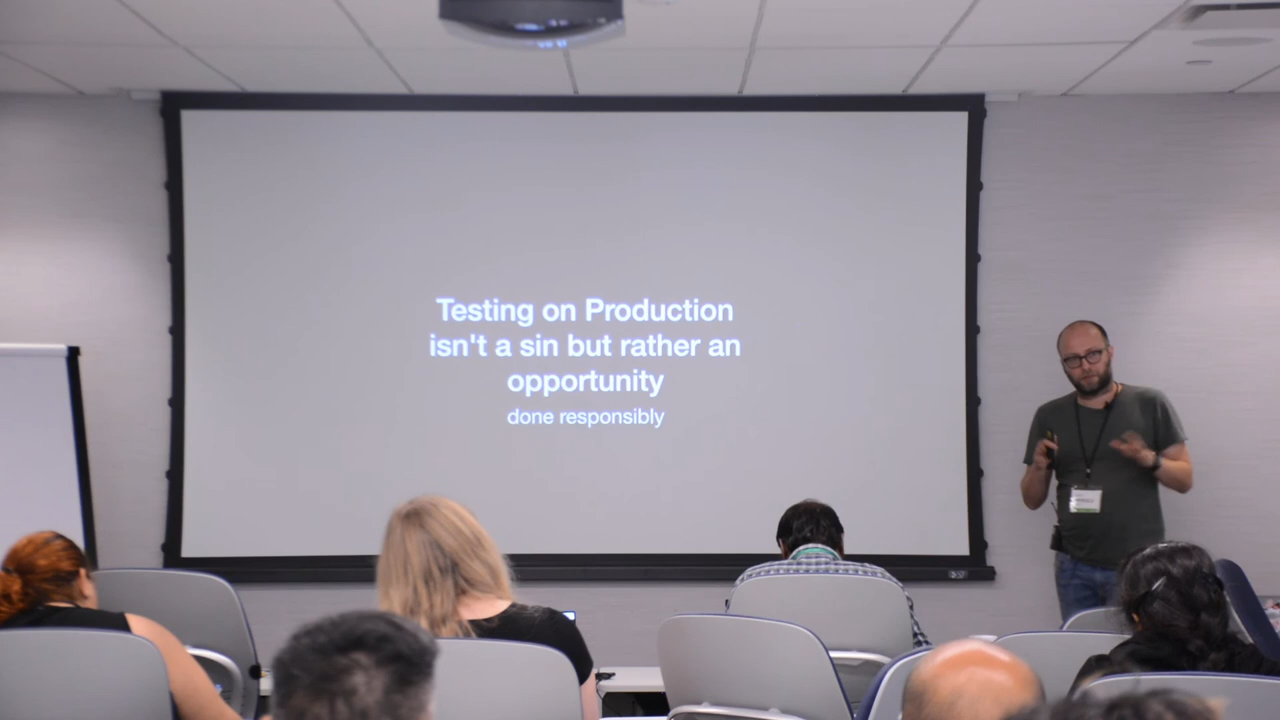 Testing on Production
isn't a sin but rather an
opportunity
done responsibly